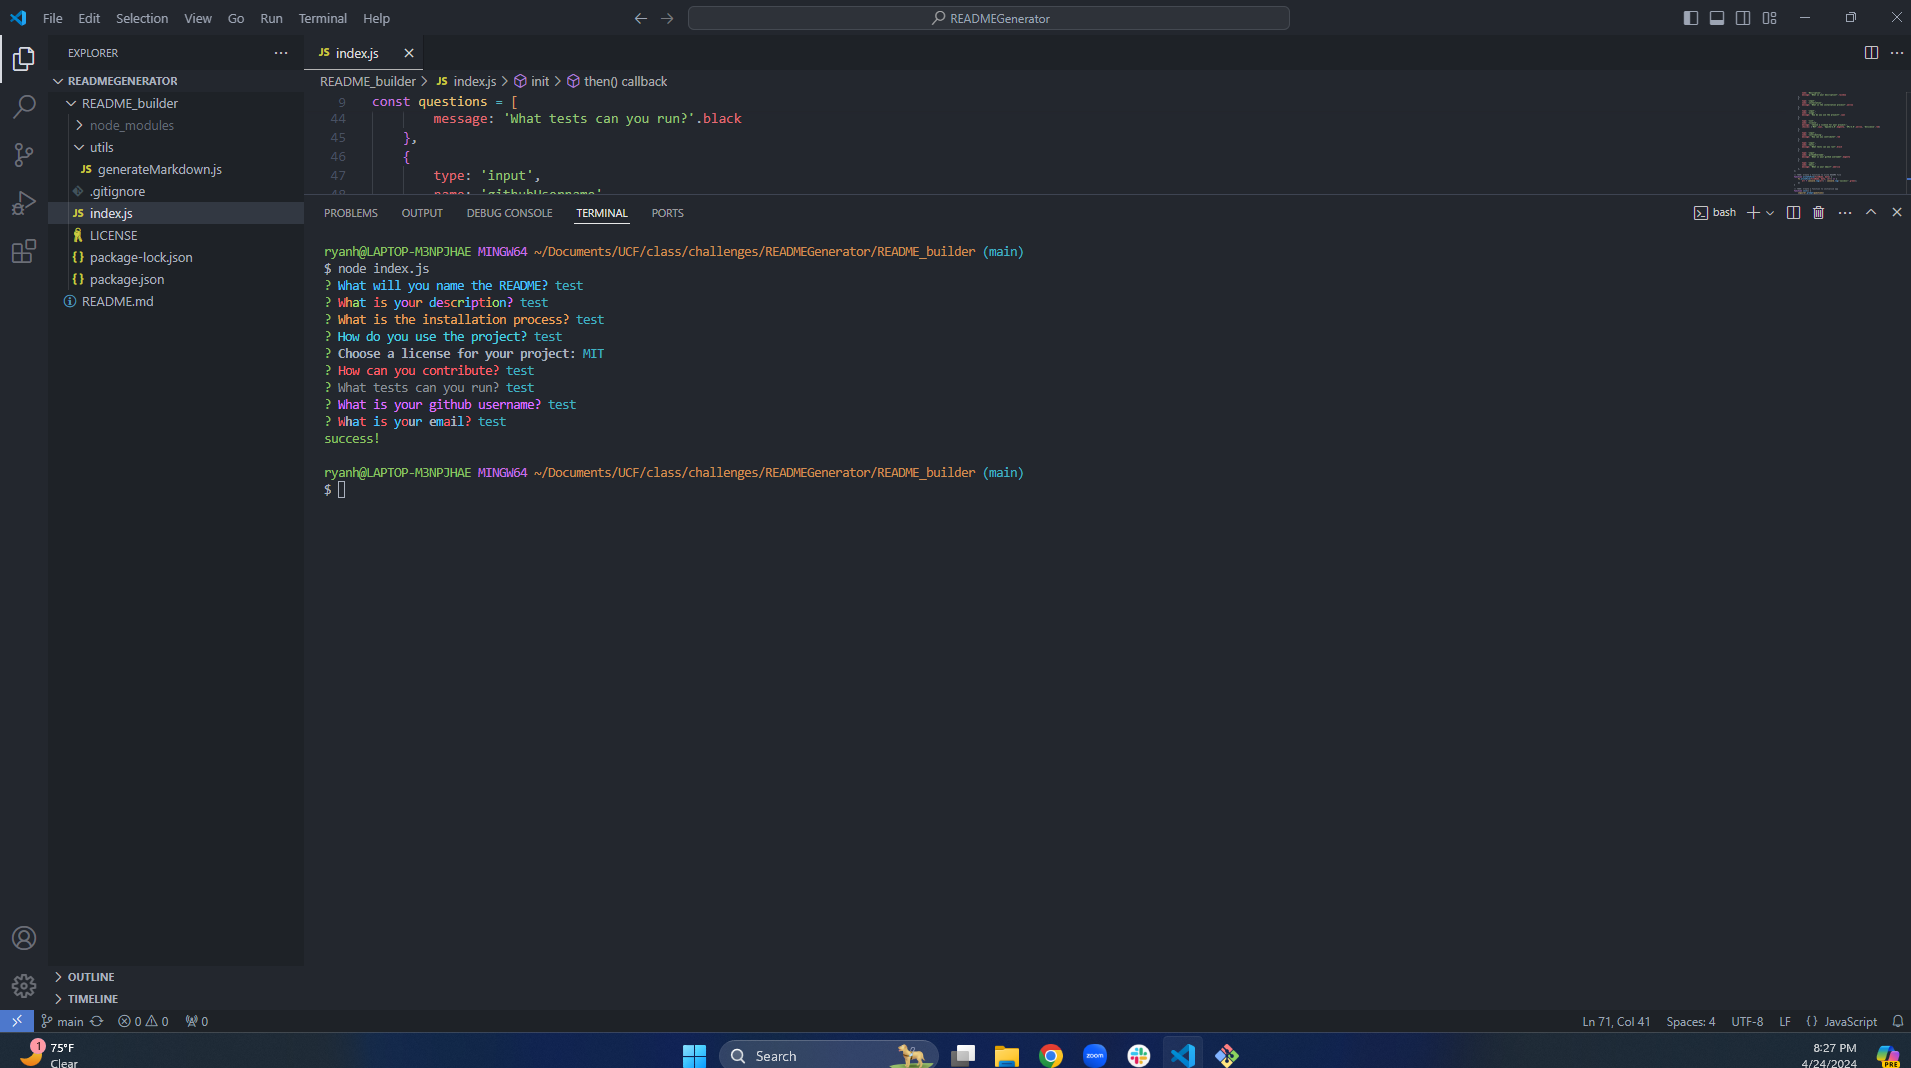 File Edit Selection View Go Run Terminal Help
READMEGenerator
EXPLORER
JS index.js
READMEGENERATOR
README_builder > JS index.js > init > then() callback
README_builder
node_modules
utils
JS generateMarkdown.js
.gitignore
JS index.js
LICENSE
{} package-lock.json
{} package.json
README.md
9 const questions = [
44 message: 'What tests can you run?'.black
45 },
46 {
47 type: 'input',
48 name: 'githubUsername'
PROBLEMS OUTPUT DEBUG CONSOLE TERMINAL PORTS
bash
ryanh@LAPTOP-M3NPJHAE MINGW64 ~/Documents/UCF/class/challenges/READMEGenerator/README_builder (main)
$ node index.js
? What will you name the README? test
? What is your description? test
? What is the installation process? test
? How do you use the project? test
? Choose a license for your project: MIT
? How can you contribute? test
? What tests can you run? test
? What is your github username? test
? What is your email? test
success!
ryanh@LAPTOP-M3NPJHAE MINGW64 ~/Documents/UCF/class/challenges/READMEGenerator/README_builder (main)
$
OUTLINE
TIMELINE
main 0 0 0
Ln 71, Col 41 Spaces: 4 UTF-8 LF {} JavaScript
1
75°F
Clear
Search
zoom
8:27 PM
4/24/2024
PRE